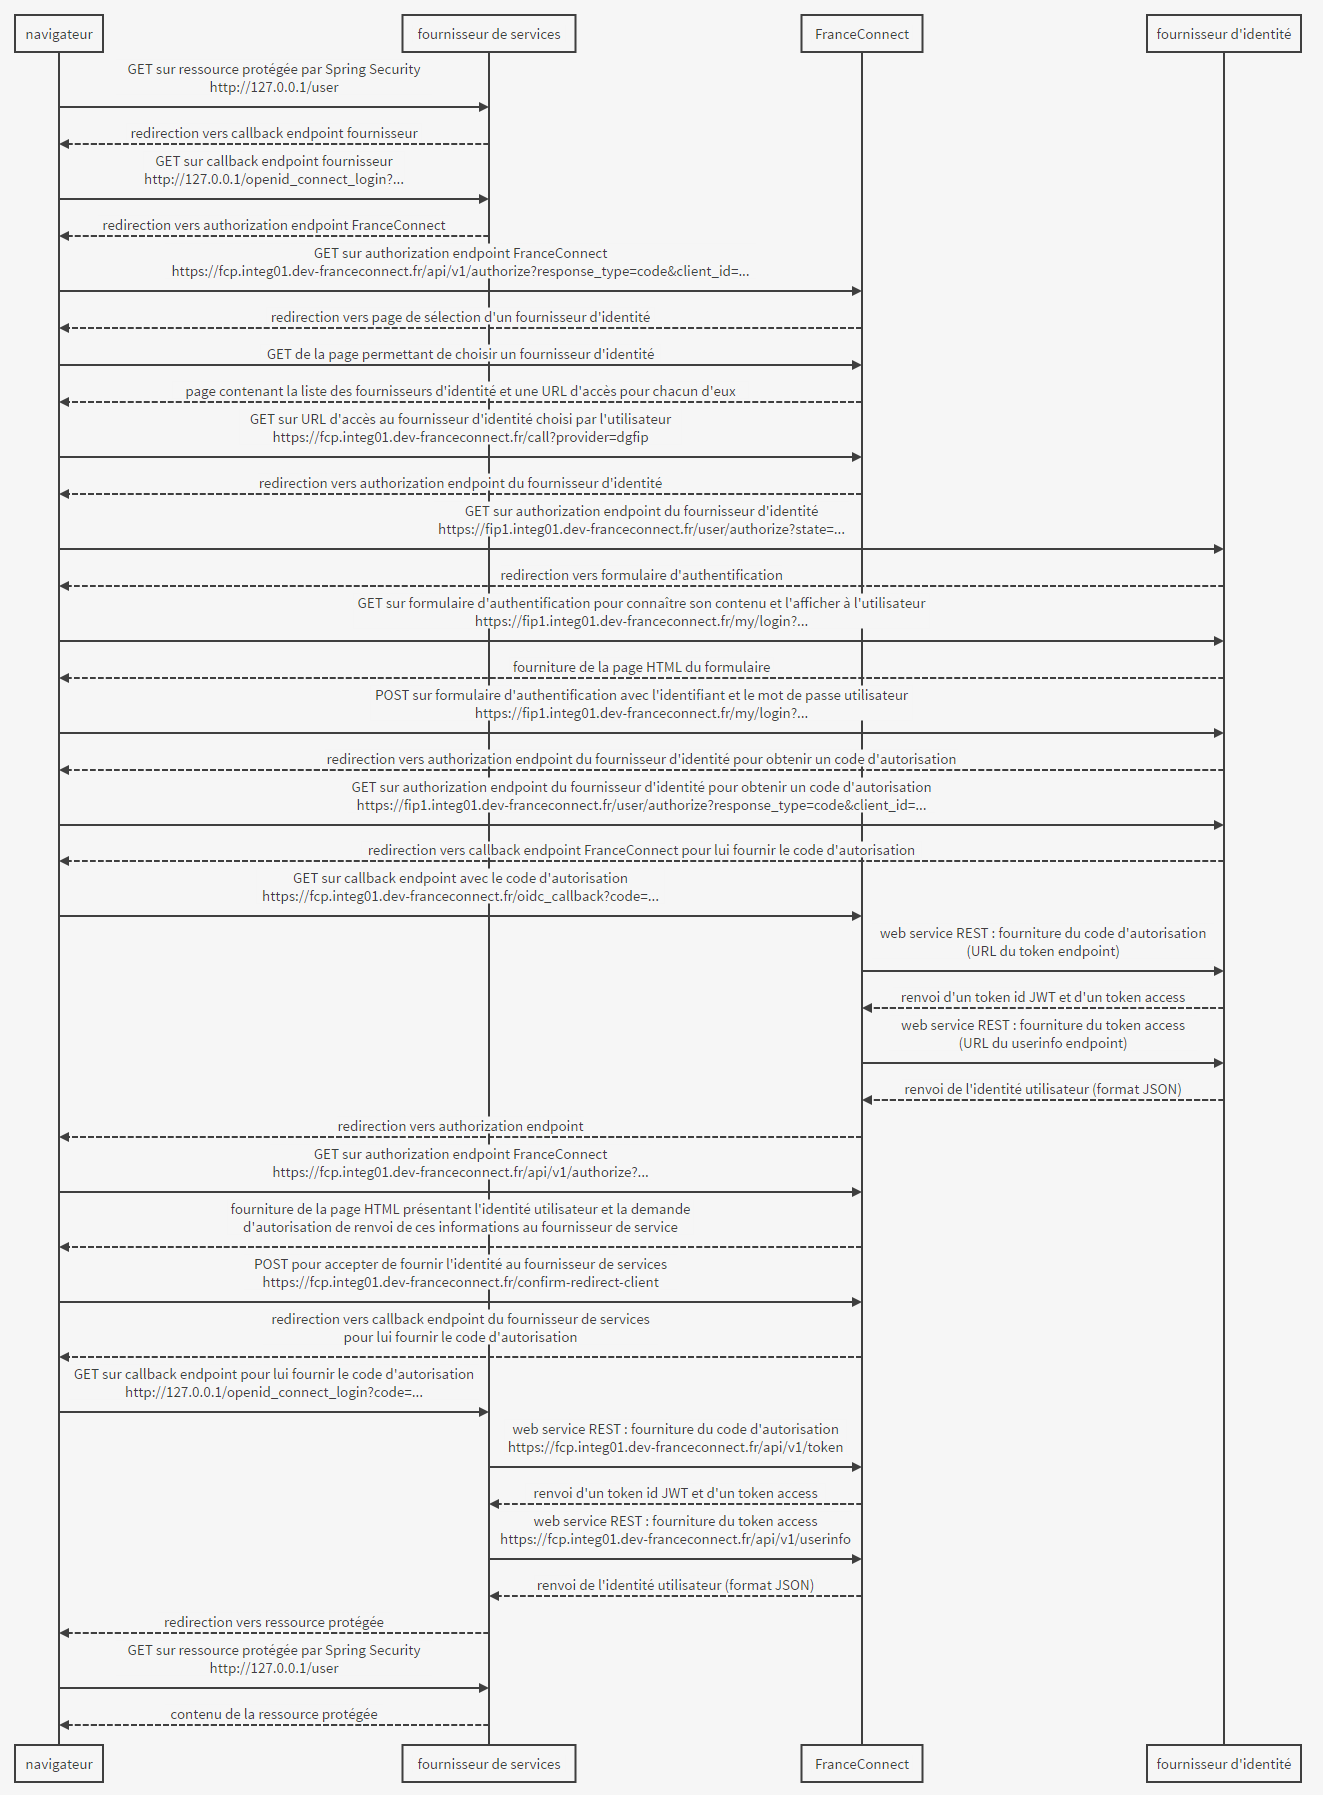 navigateur
fournisseur de services
FranceConnect
fournisseur d'identité
GET sur ressource protégée par Spring Security
http://127.0.0.1/user
redirection vers callback endpoint fournisseur
GET sur callback endpoint fournisseur
http://127.0.0.1/openid_connect_login?...
redirection vers authorization endpoint FranceConnect
GET sur authorization endpoint FranceConnect
https://fcp.integ01.dev-franceconnect.fr/api/v1/authorize?response_type=code&client_id=...
redirection vers page de sélection d'un fournisseur d'identité
GET de la page permettant de choisir un fournisseur d'identité
page contenant la liste des fournisseurs d'identité et une URL d'accès pour chacun d'eux
GET sur URL d'accès au fournisseur d'identité choisi par l'utilisateur
https://fcp.integ01.dev-franceconnect.fr/call?provider=dgfip
redirection vers authorization endpoint du fournisseur d'identité
GET sur authorization endpoint du fournisseur d'identité
https://fip1.integ01.dev-franceconnect.fr/user/authorize?state=...
redirection vers formulaire d'authentification
GET sur formulaire d'authentification pour connaître son contenu et l'afficher à l'utilisateur
https://fip1.integ01.dev-franceconnect.fr/my/login?...
fourniture de la page HTML du formulaire
POST sur formulaire d'authentification avec l'identifiant et le mot de passe utilisateur
https://fip1.integ01.dev-franceconnect.fr/my/login?...
redirection vers authorization endpoint du fournisseur d'identité pour obtenir un code d'autorisation
GET sur authorization endpoint du fournisseur d'identité pour obtenir un code d'autorisation
https://fip1.integ01.dev-franceconnect.fr/user/authorize?response_type=code&client_id=...
redirection vers callback endpoint FranceConnect pour lui fournir le code d'autorisation
GET sur callback endpoint avec le code d'autorisation
https://fcp.integ01.dev-franceconnect.fr/oidc_callback?code=...
web service REST : fourniture du code d'autorisation
(URL du token endpoint)
renvoi d'un token id JWT et d'un token access
web service REST : fourniture du token access
(URL du userinfo endpoint)
renvoi de l'identité utilisateur (format JSON)
redirection vers authorization endpoint
GET sur authorization endpoint FranceConnect
https://fcp.integ01.dev-franceconnect.fr/api/v1/authorize?...
fourniture de la page HTML présentant l'identité utilisateur et la demande
d'autorisation de renvoi de ces informations au fournisseur de service
POST pour accepter de fournir l'identité au fournisseur de services
https://fcp.integ01.dev-franceconnect.fr/confirm-redirect-client
redirection vers callback endpoint du fournisseur de services
pour lui fournir le code d'autorisation
GET sur callback endpoint pour lui fournir le code d'autorisation
http://127.0.0.1/openid_connect_login?code=...
web service REST : fourniture du code d'autorisation
https://fcp.integ01.dev-franceconnect.fr/api/v1/token
renvoi d'un token id JWT et d'un token access
web service REST : fourniture du token access
https://fcp.integ01.dev-franceconnect.fr/api/v1/userinfo
renvoi de l'identité utilisateur (format JSON)
redirection vers ressource protégée
GET sur ressource protégée par Spring Security
http://127.0.0.1/user
contenu de la ressource protégée
navigateur
fournisseur de services
FranceConnect
fournisseur d'identité